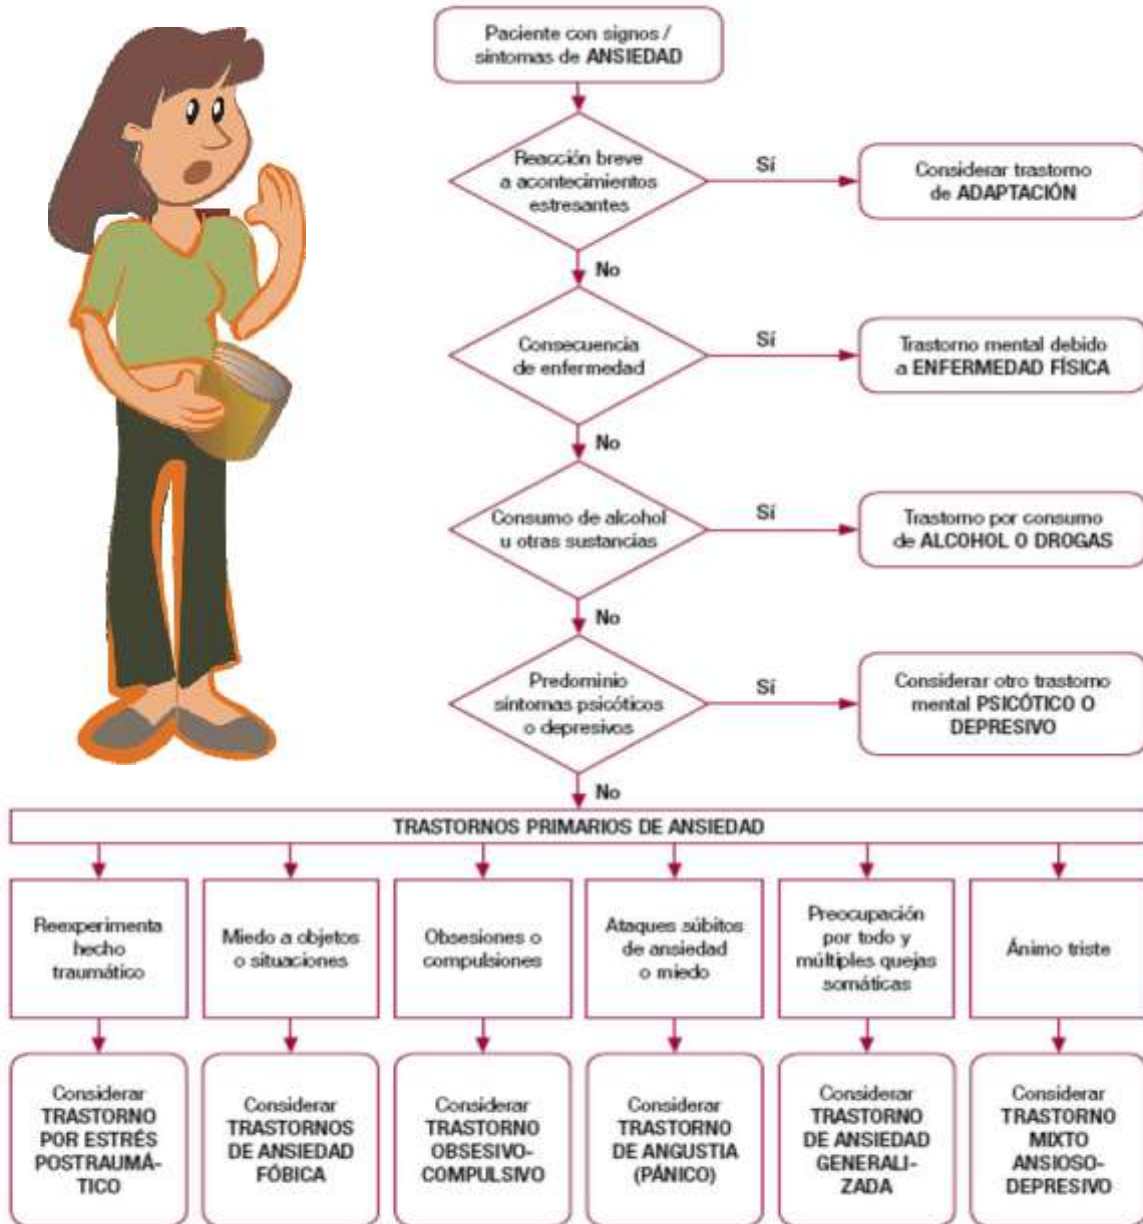 Paciente con signos /
síntomas de ANSIEDAD
Reacción breve
a acontecimientos
estresantes
Sí
Considerar trastorno
de ADAPTACIÓN
No
Consecuencia
de enfermedad
Sí
Trastorno mental debido
a ENFERMEDAD FÍSICA
No
Consumo de alcohol
u otras sustancias
Sí
Trastorno por consumo
de ALCOHOL O DROGAS
No
Predominio
síntomas psicóticos
o depresivos
Sí
Considerar otro trastorno
mental PSICÓTICO O
DEPRESIVO
No
TRASTORNOS PRIMARIOS DE ANSIEDAD
Reexperimenta
hecho
traumático
Miedo a objetos
o situaciones
Obsesiones o
compulsiones
Ataques súbitos
de ansiedad
o miedo
Preocupación
por todo y
múltiples quejas
somáticas
Ánimo triste
Considerar
TRASTORNO
POR ESTRÉS
POSTRAUMÁ-
TICO
Considerar
TRASTORNOS
DE ANSIEDAD
FÓBICA
Considerar
TRASTORNO
OBSESIVO-
COMPULSIVO
Considerar
TRASTORNO
DE ANGUSTIA
(PÁNICO)
Considerar
TRASTORNO
DE ANSIEDAD
GENERALI-
ZADA
Considerar
TRASTORNO
MIXTO
ANSIOSO-
DEPRESIVO